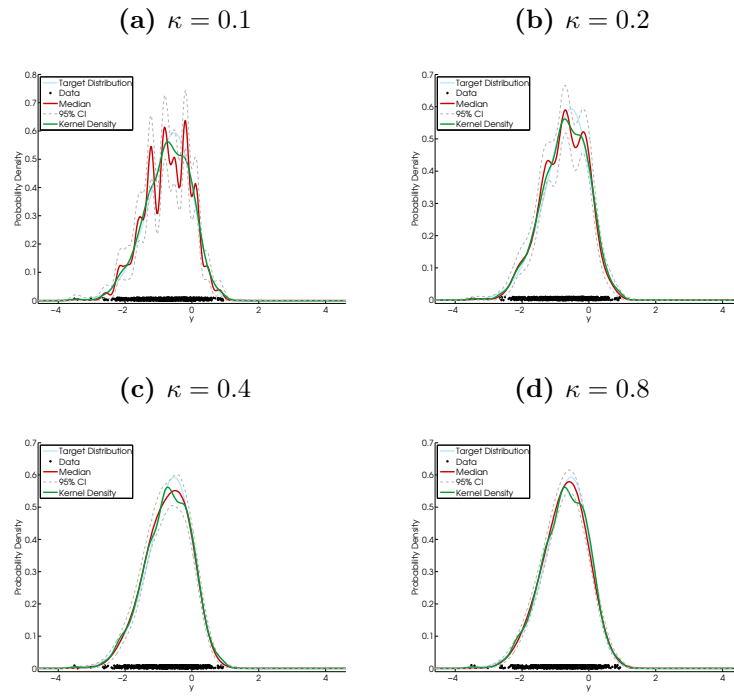 (a) κ = 0.1
0.8
0.7
0.6
0.5
0.4
0.3
0.2
0.1
0
Probability Density
Target Distribution
Data
Median
95% CI
Kernel Density
−4 −2 0 2 4
y
(b) κ = 0.2
0.7
0.6
0.5
0.4
0.3
0.2
0.1
0
Probability Density
Target Distribution
Data
Median
95% CI
Kernel Density
−4 −2 0 2 4
y
(c) κ = 0.4
0.7
0.6
0.5
0.4
0.3
0.2
0.1
0
Probability Density
Target Distribution
Data
Median
95% CI
Kernel Density
−4 −2 0 2 4
y
(d) κ = 0.8
0.7
0.6
0.5
0.4
0.3
0.2
0.1
0
Probability Density
Target Distribution
Data
Median
95% CI
Kernel Density
−4 −2 0 2 4
y